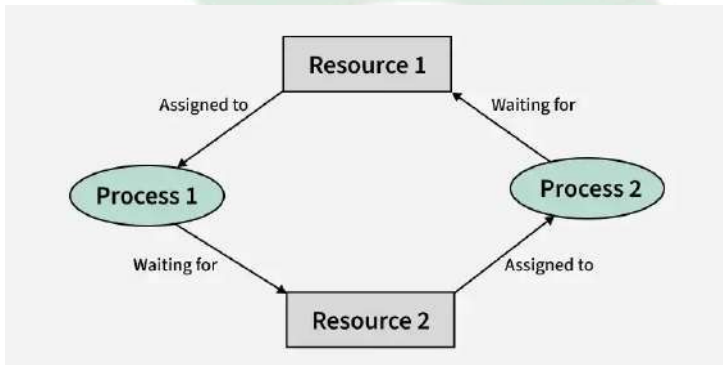 Resource 1
Assigned to
Waiting for
Process 1
Process 2
Waiting for
Assigned to
Resource 2